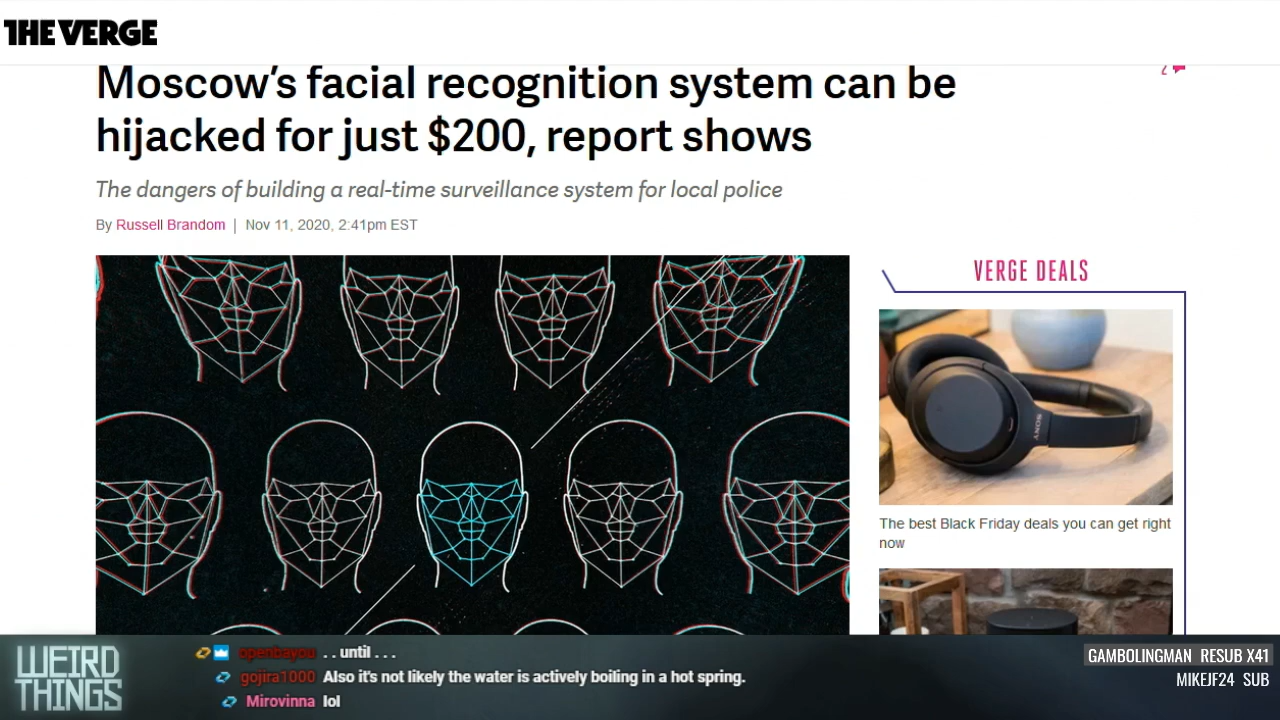 THE VERGE
Moscow's facial recognition system can be
hijacked for just $200, report shows
The dangers of building a real-time surveillance system for local police
By Russell Brandom | Nov 11, 2020, 2:41pm EST
VERGE DEALS
SONY
The best Black Friday deals you can get right
now
WEIRD
THINGS
openbayou . . until . . .
gojira1000 Also it's not likely the water is actively boiling in a hot spring.
Mirovinna lol
GAMBOLINGMAN RESUB X41
MIKEJF24 SUB